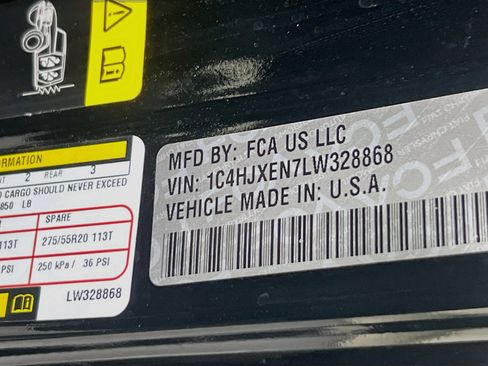 ORMATION
2 REAR 3
D CARGO SHOULD NEVER EXCEED
850 LB
SPARE
113T 275/55R20 113T
PSI 250 kPa / 36 PSI
LW328868
MFD BY: FCA US LLC
VIN: 1C4HJXEN7LW328868
VEHICLE MADE IN: U.S.A.